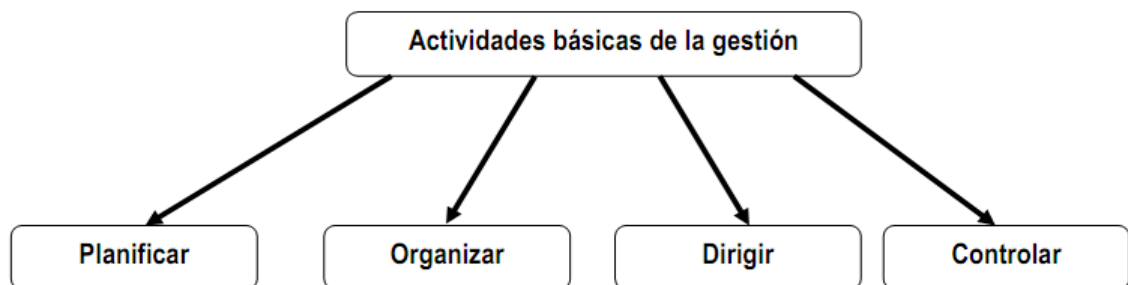 Actividades básicas de la gestión
Planificar
Organizar
Dirigir
Controlar